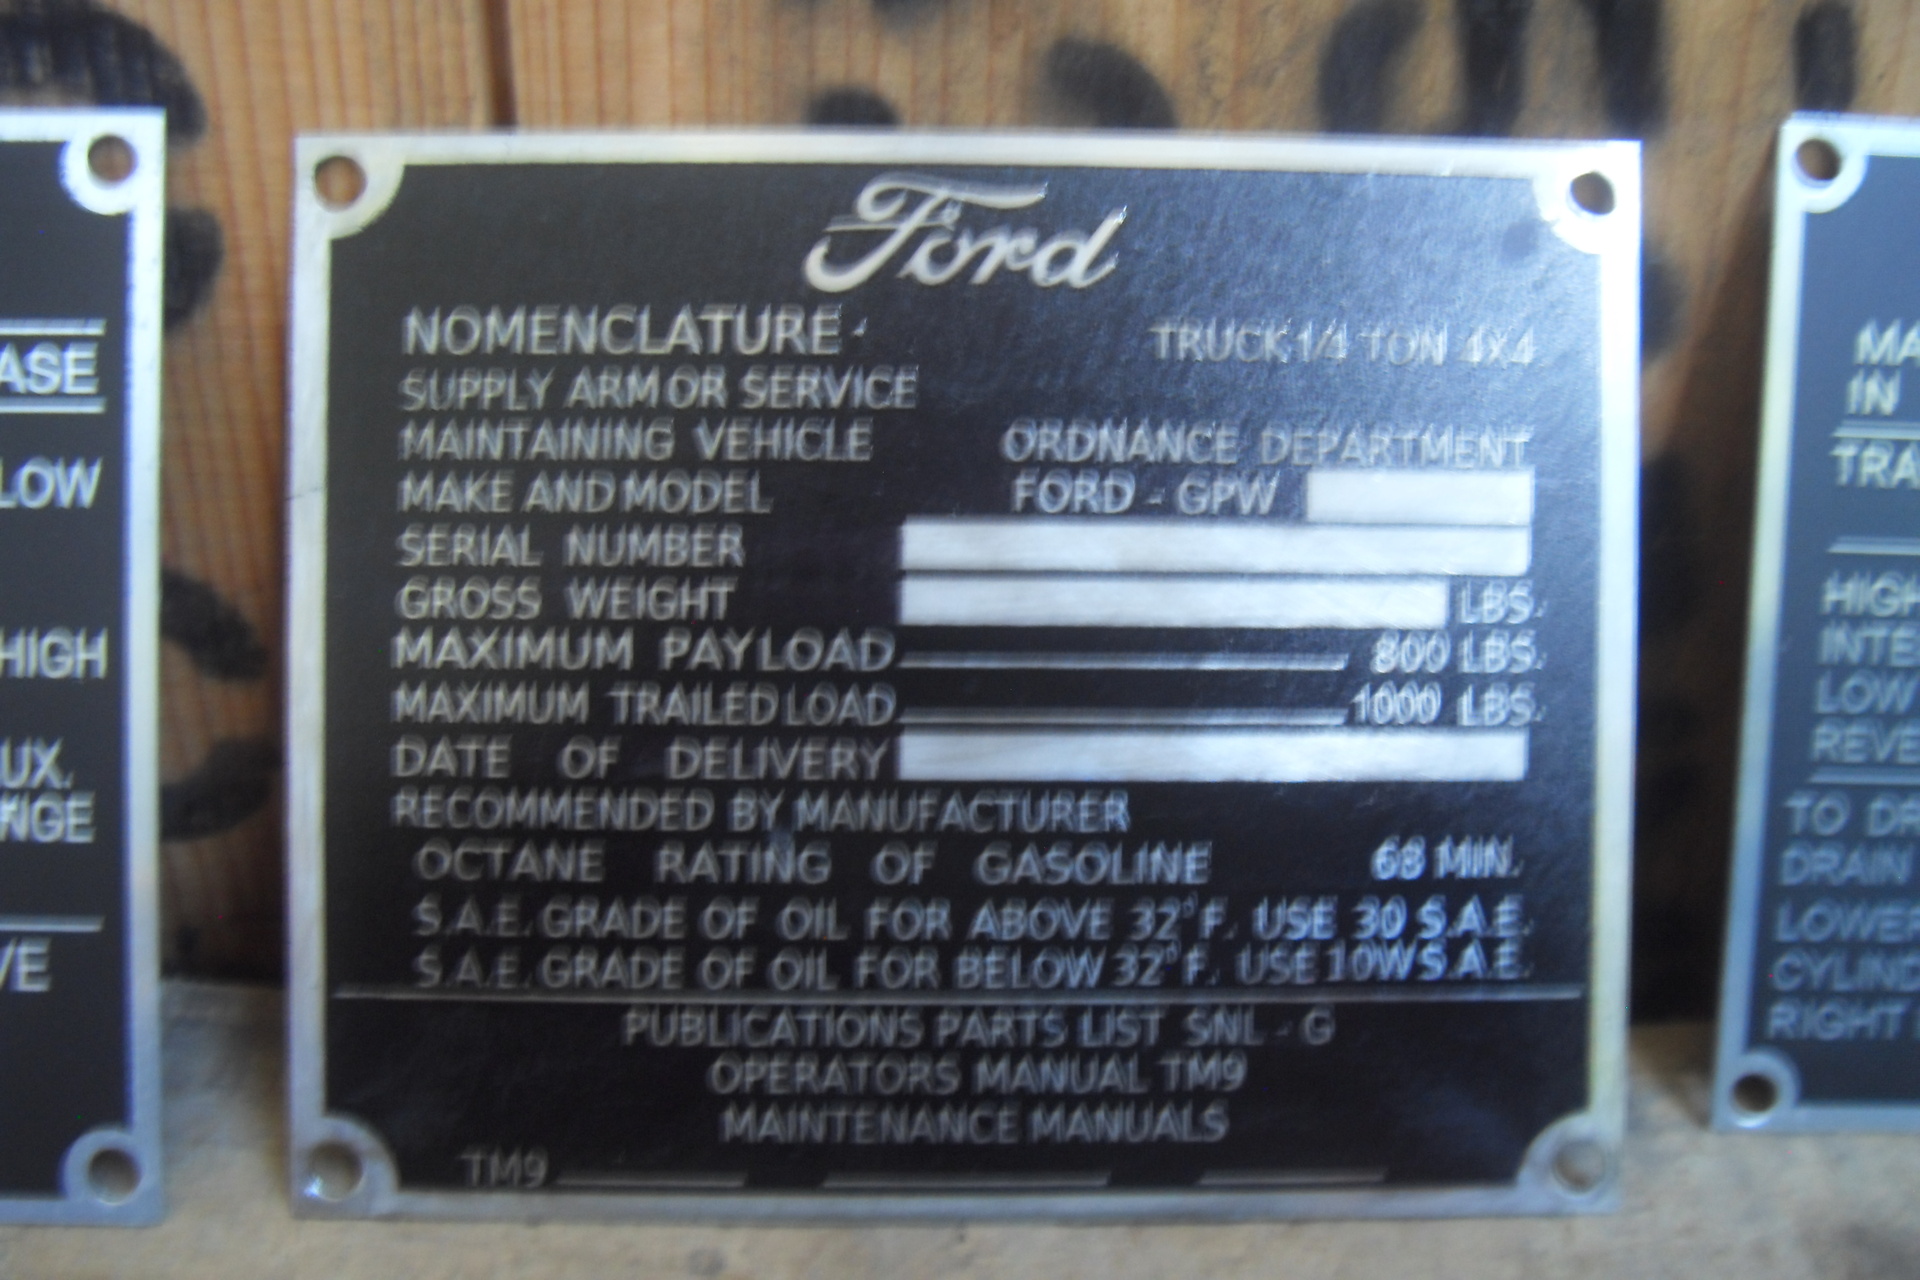 ASE
LOW
HIGH
UX.
NGE
VE
Ford
NOMENCLATURE TRUCK 1/4 TON 4X4
SUPPLY ARMOR SERVICE
MAINTAINING VEHICLE ORDNANCE DEPARTMENT
MAKE AND MODEL FORD - GPW
SERIAL NUMBER
GROSS WEIGHT LBS.
MAXIMUM PAYLOAD 800 LBS.
MAXIMUM TRAILED LOAD 1000 LBS.
DATE OF DELIVERY
RECOMMENDED BY MANUFACTURER
OCTANE RATING OF GASOLINE 68 MIN.
S.A.E. GRADE OF OIL FOR ABOVE 32°F. USE 30 S.A.E.
S.A.E. GRADE OF OIL FOR BELOW 32°F. USE 10W S.A.E.
PUBLICATIONS PARTS LIST SNL - G
OPERATORS MANUAL TM9
MAINTENANCE MANUALS
TM9
MA
IN
TRA
HIGH
INTE
LOW
REVE
TO DR
DRAIN
LOWER
CYLIND
RIGHT